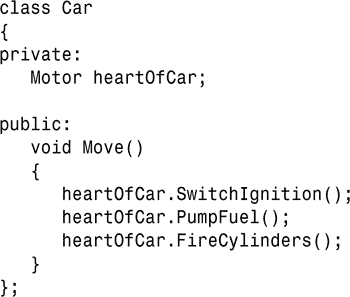 class Car
{
private:
   Motor heartOfCar;

public:
   void Move()
   {
      heartOfCar.SwitchIgnition();
      heartOfCar.PumpFuel();
      heartOfCar.FireCylinders();
   }
};